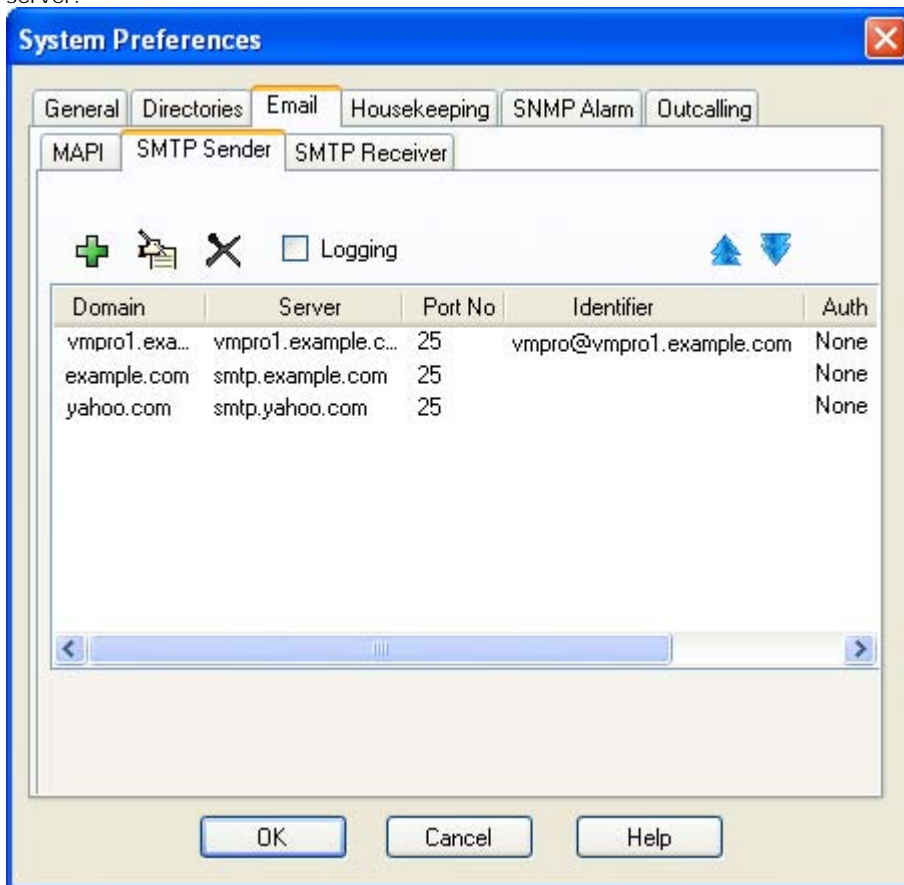 server.
System Preferences
General Directories Email Housekeeping SNMP Alarm Outcalling
MAPI SMTP Sender SMTP Receiver
Logging
Domain Server Port No Identifier Auth
vmpro1.exa... vmpro1.example.c... 25 vmpro@vmpro1.example.com None
example.com smtp.example.com 25 None
yahoo.com smtp.yahoo.com 25 None
OK Cancel Help